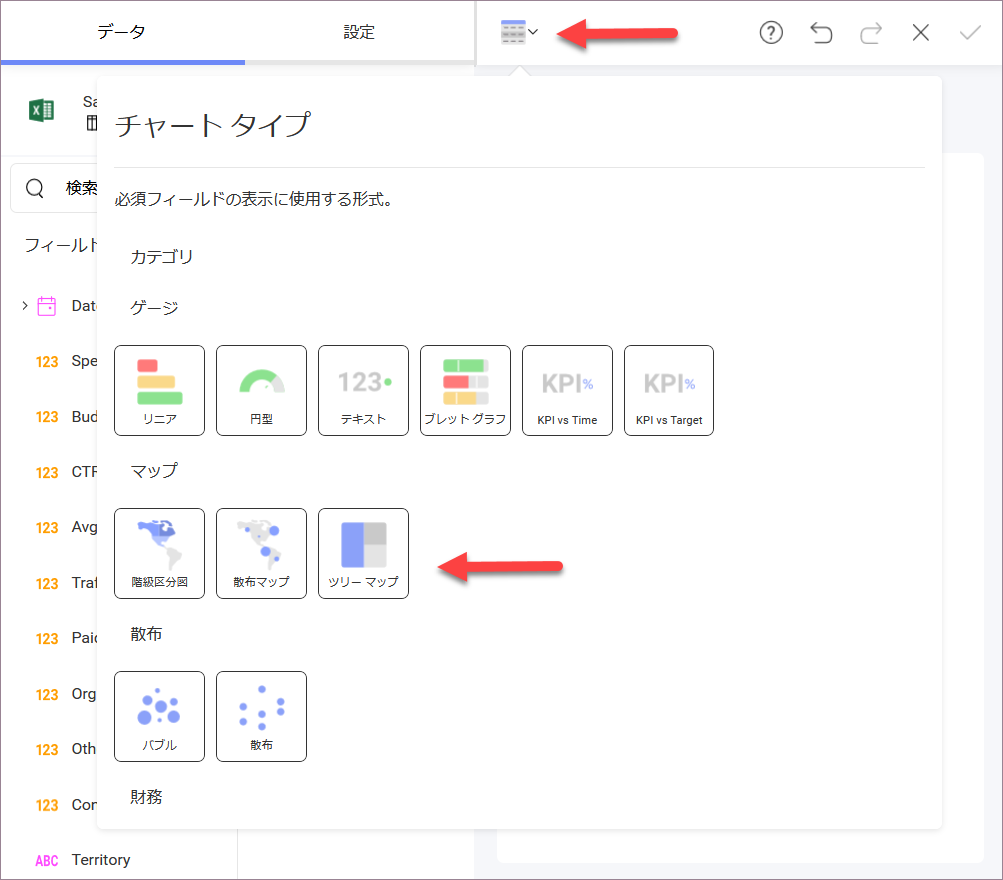 データ
設定
Sa
チャート タイプ
検索
必須フィールドの表示に使用する形式。
フィールド
カテゴリ
ゲージ
Date
123 Spe
123 Bud
123 CTR
123 Avg
123 Traf
123 Paid
123 Org
123 Oth
123 Con
ABC Territory
リニア
円型
123
テキスト
ブレット グラフ
KPI%
KPI vs Time
KPI%
KPI vs Target
マップ
階級区分図
散布マップ
ツリー マップ
散布
バブル
散布
財務